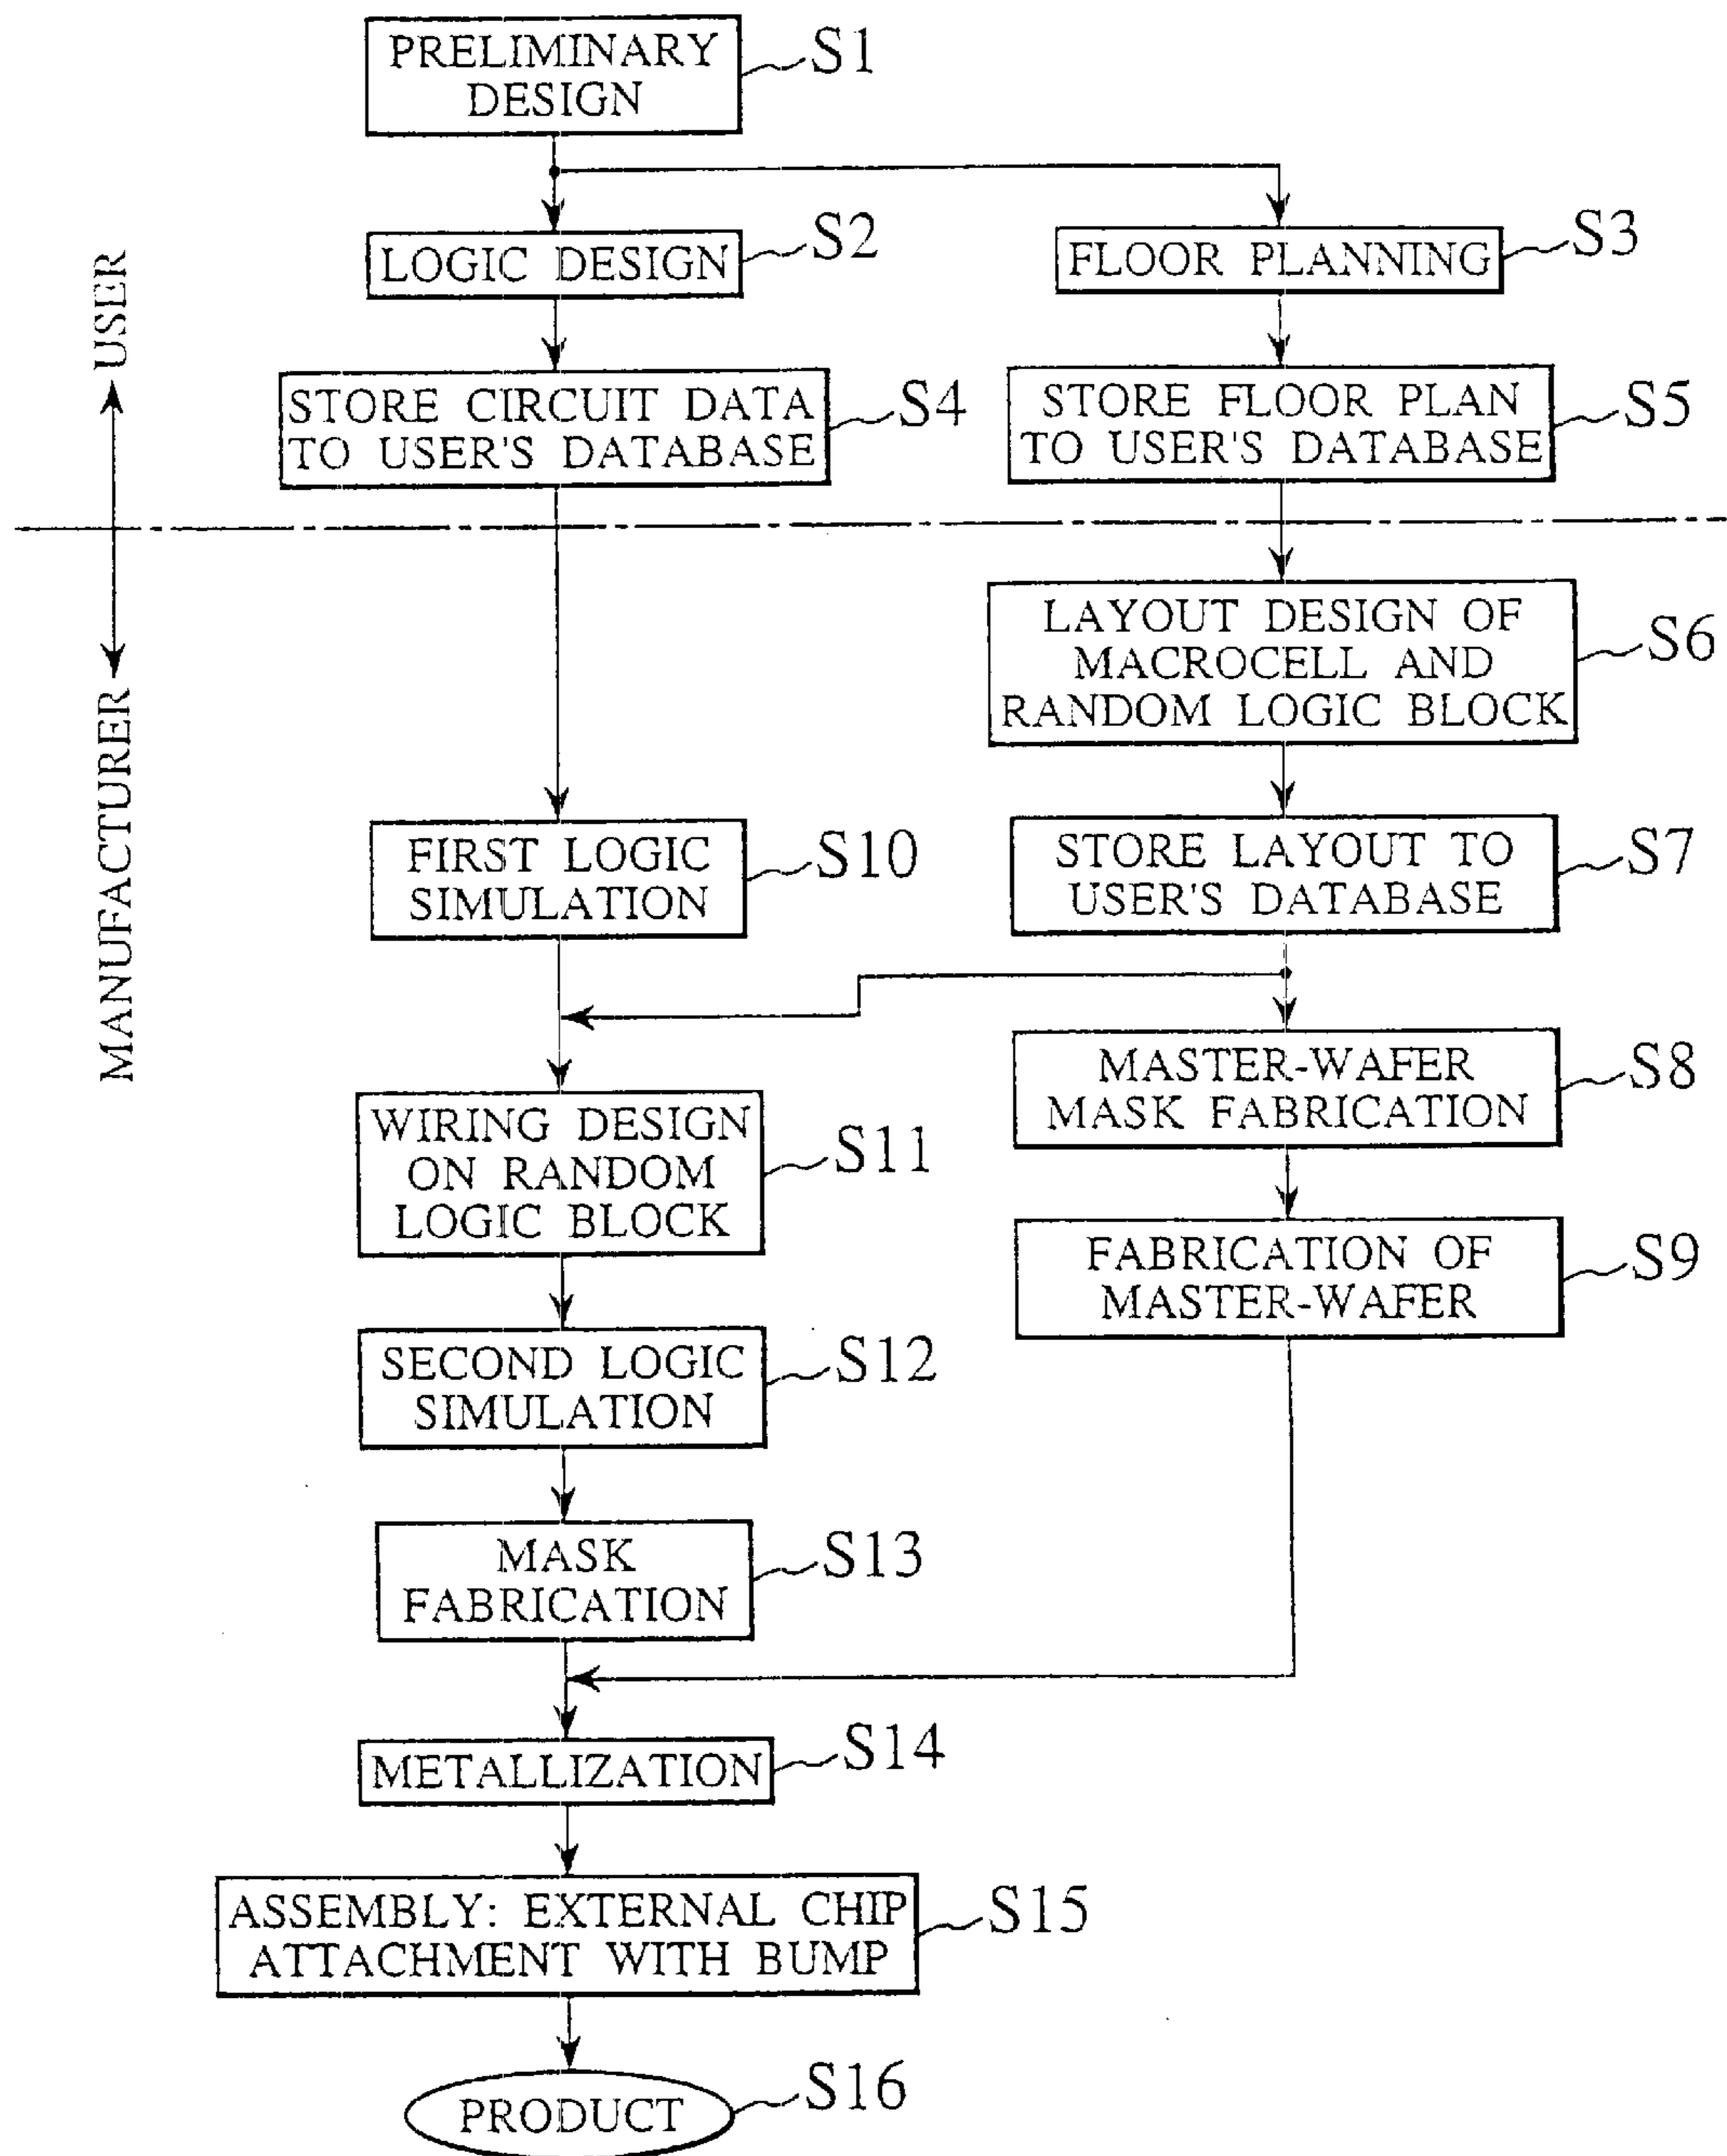 PRELIMINARY
DESIGN
S1
LOGIC DESIGN
S2
FLOOR PLANNING
S3
USER
STORE CIRCUIT DATA
TO USER'S DATABASE
S4
STORE FLOOR PLAN
TO USER'S DATABASE
S5
MANUFACTURER
LAYOUT DESIGN OF
MACROCELL AND
RANDOM LOGIC BLOCK
S6
FIRST LOGIC
SIMULATION
S10
STORE LAYOUT TO
USER'S DATABASE
S7
MASTER-WAFER
MASK FABRICATION
S8
WIRING DESIGN
ON RANDOM
LOGIC BLOCK
S11
FABRICATION OF
MASTER-WAFER
S9
SECOND LOGIC
SIMULATION
S12
MASK
FABRICATION
S13
METALLIZATION
S14
ASSEMBLY: EXTERNAL CHIP
ATTACHMENT WITH BUMP
S15
PRODUCT
S16